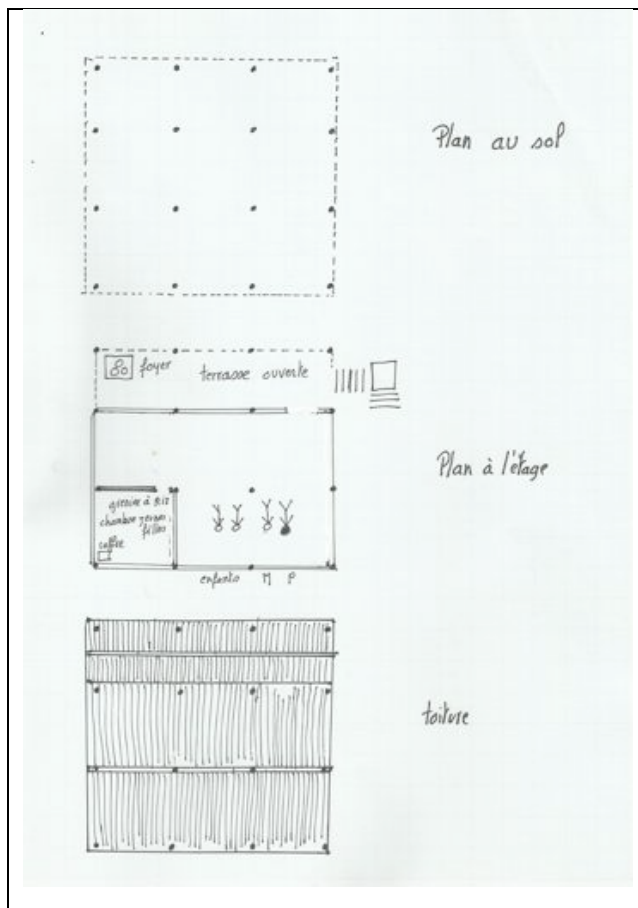 Plan au sol
foyer
terrasse ouverte
Plan à l'étage
grenier à riz
chambre jeunes
filles
coffre
enfants M P
toiture